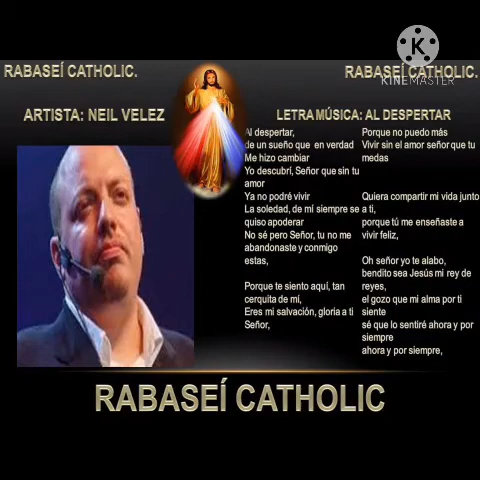 RABASEÍ CATHOLIC.
RABASEÍ CATHOLIC.
KINEMASTER
ARTISTA: NEIL VELEZ
LETRA MÚSICA: AL DESPERTAR
Al despertar,
de un sueño que en verdad
Me hizo cambiar
Yo descubrí, Señor que sin tu
amor
Ya no podré vivir
La soledad, de mí siempre se
quiso apoderar
No sé pero Señor, tu no me
abandonaste y conmigo
estas,
Porque te siento aquí, tan
cerquita de mí,
Eres mi salvación, gloria a ti
Señor,
Porque no puedo más
Vivir sin el amor señor que tu
medas
Quiera compartir mi vida junto
a ti,
porque tú me enseñaste a
vivir feliz,
Oh señor yo te alabo,
bendito sea Jesús mi rey de
reyes,
el gozo que mi alma por ti
siente
sé que lo sentiré ahora y por
siempre
ahora y por siempre,
RABASEÍ CATHOLIC